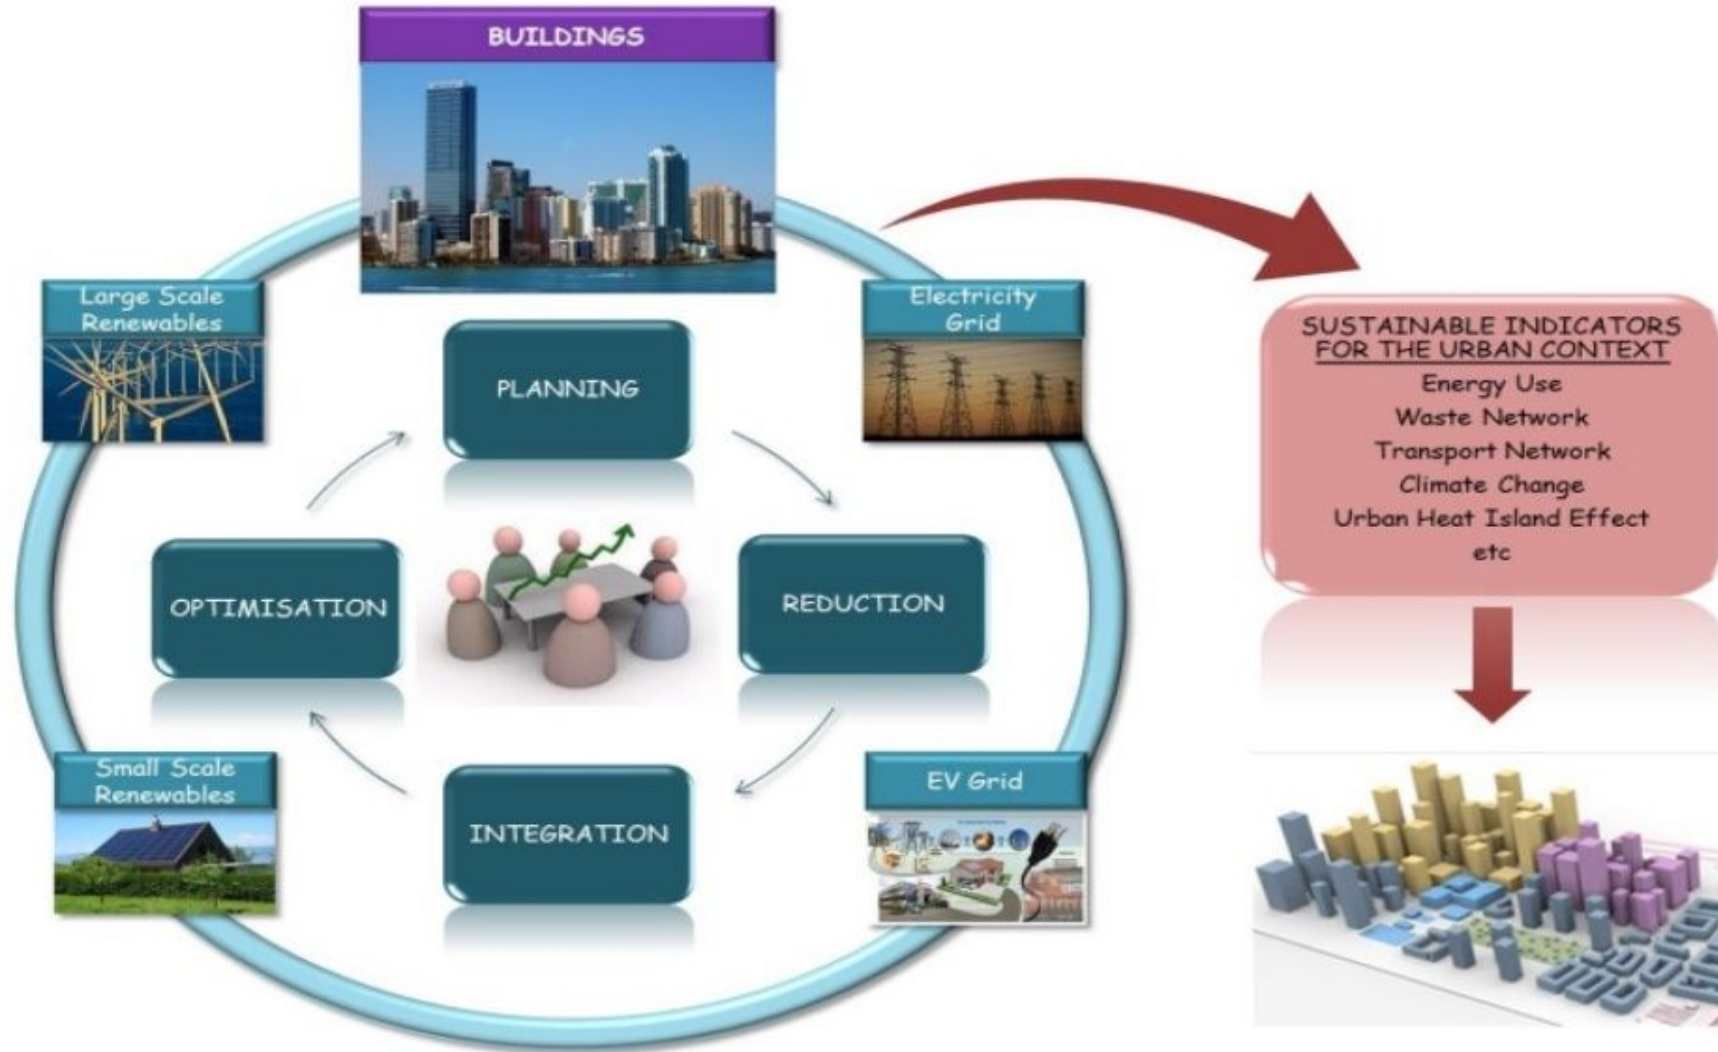 BUILDINGS
Large Scale
Renewables
Electricity
Grid
PLANNING
OPTIMISATION
REDUCTION
INTEGRATION
Small Scale
Renewables
EV Grid
SUSTAINABLE INDICATORS
FOR THE URBAN CONTEXT
Energy Use
Waste Network
Transport Network
Climate Change
Urban Heat Island Effect
etc